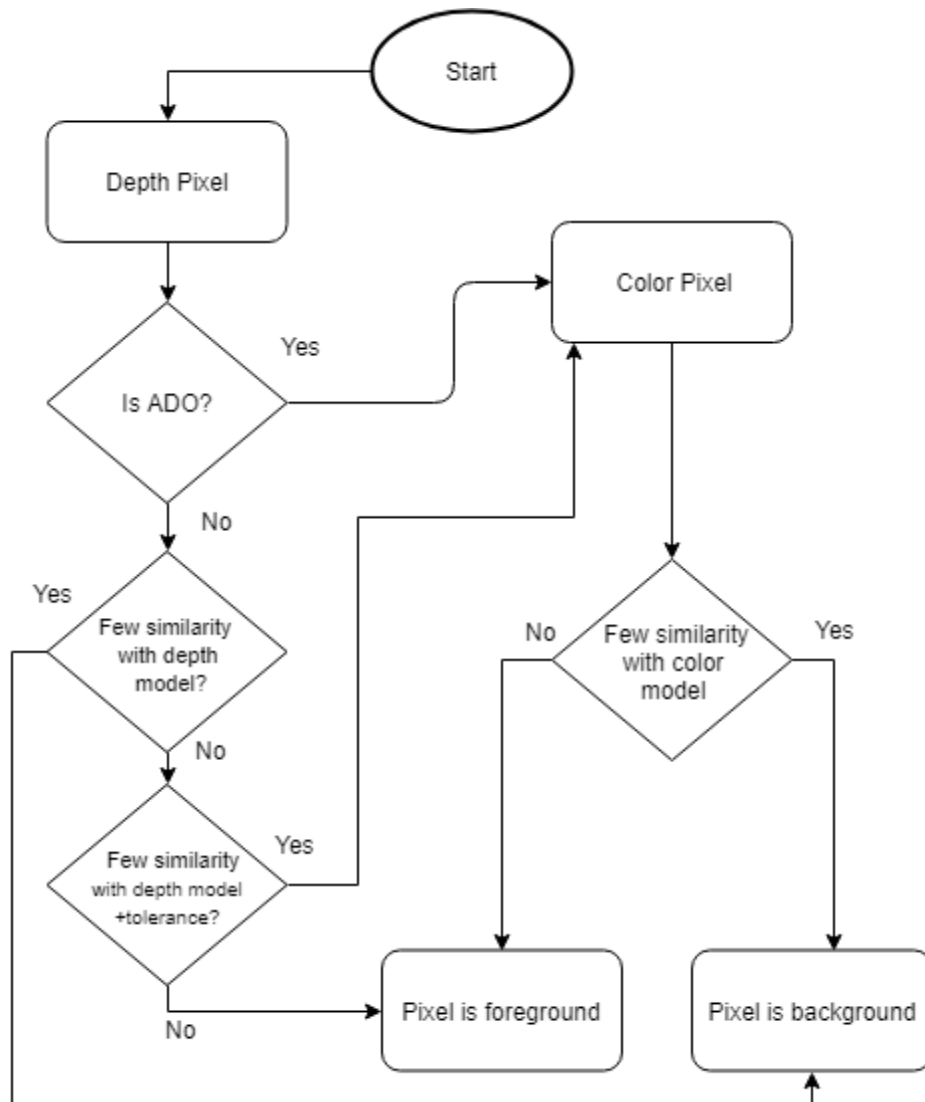 Start
Depth Pixel
Color Pixel
Yes
Is ADO?
No
Yes
Few similarity
with depth
model?
No
Few similarity
with color
model
Yes
No
Few similarity
with depth model
+tolerance?
Yes
No
Pixel is foreground
Pixel is background